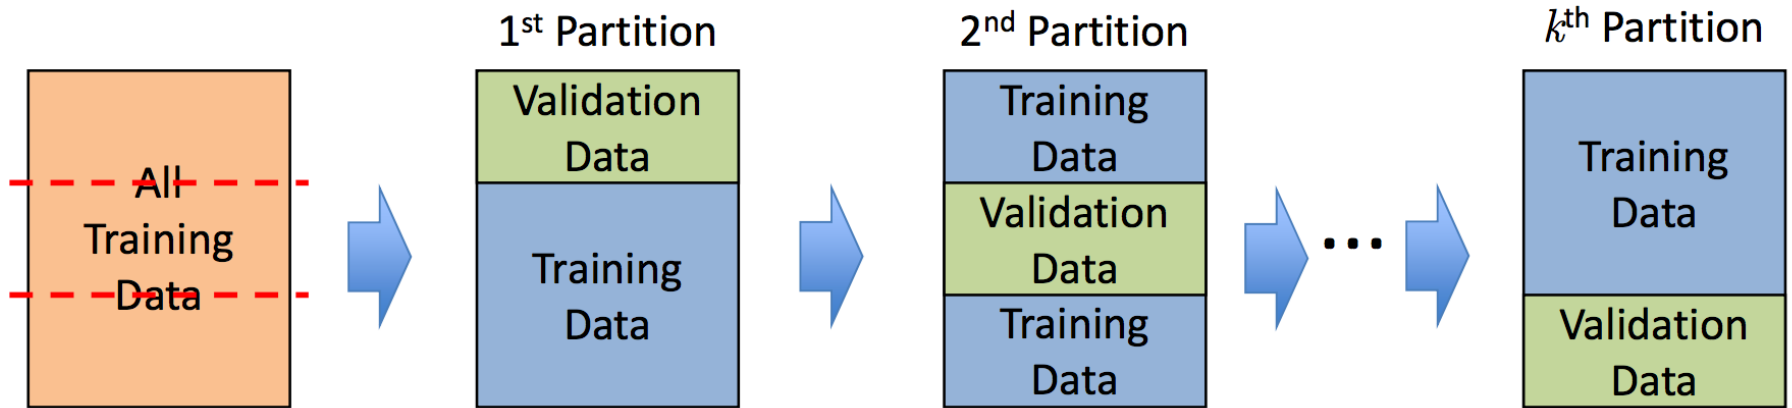 1st Partition
2nd Partition
kth Partition
All
Training
Data
Validation
Data
Training
Data
Training
Data
Validation
Data
Training
Data
...
Training
Data
Validation
Data